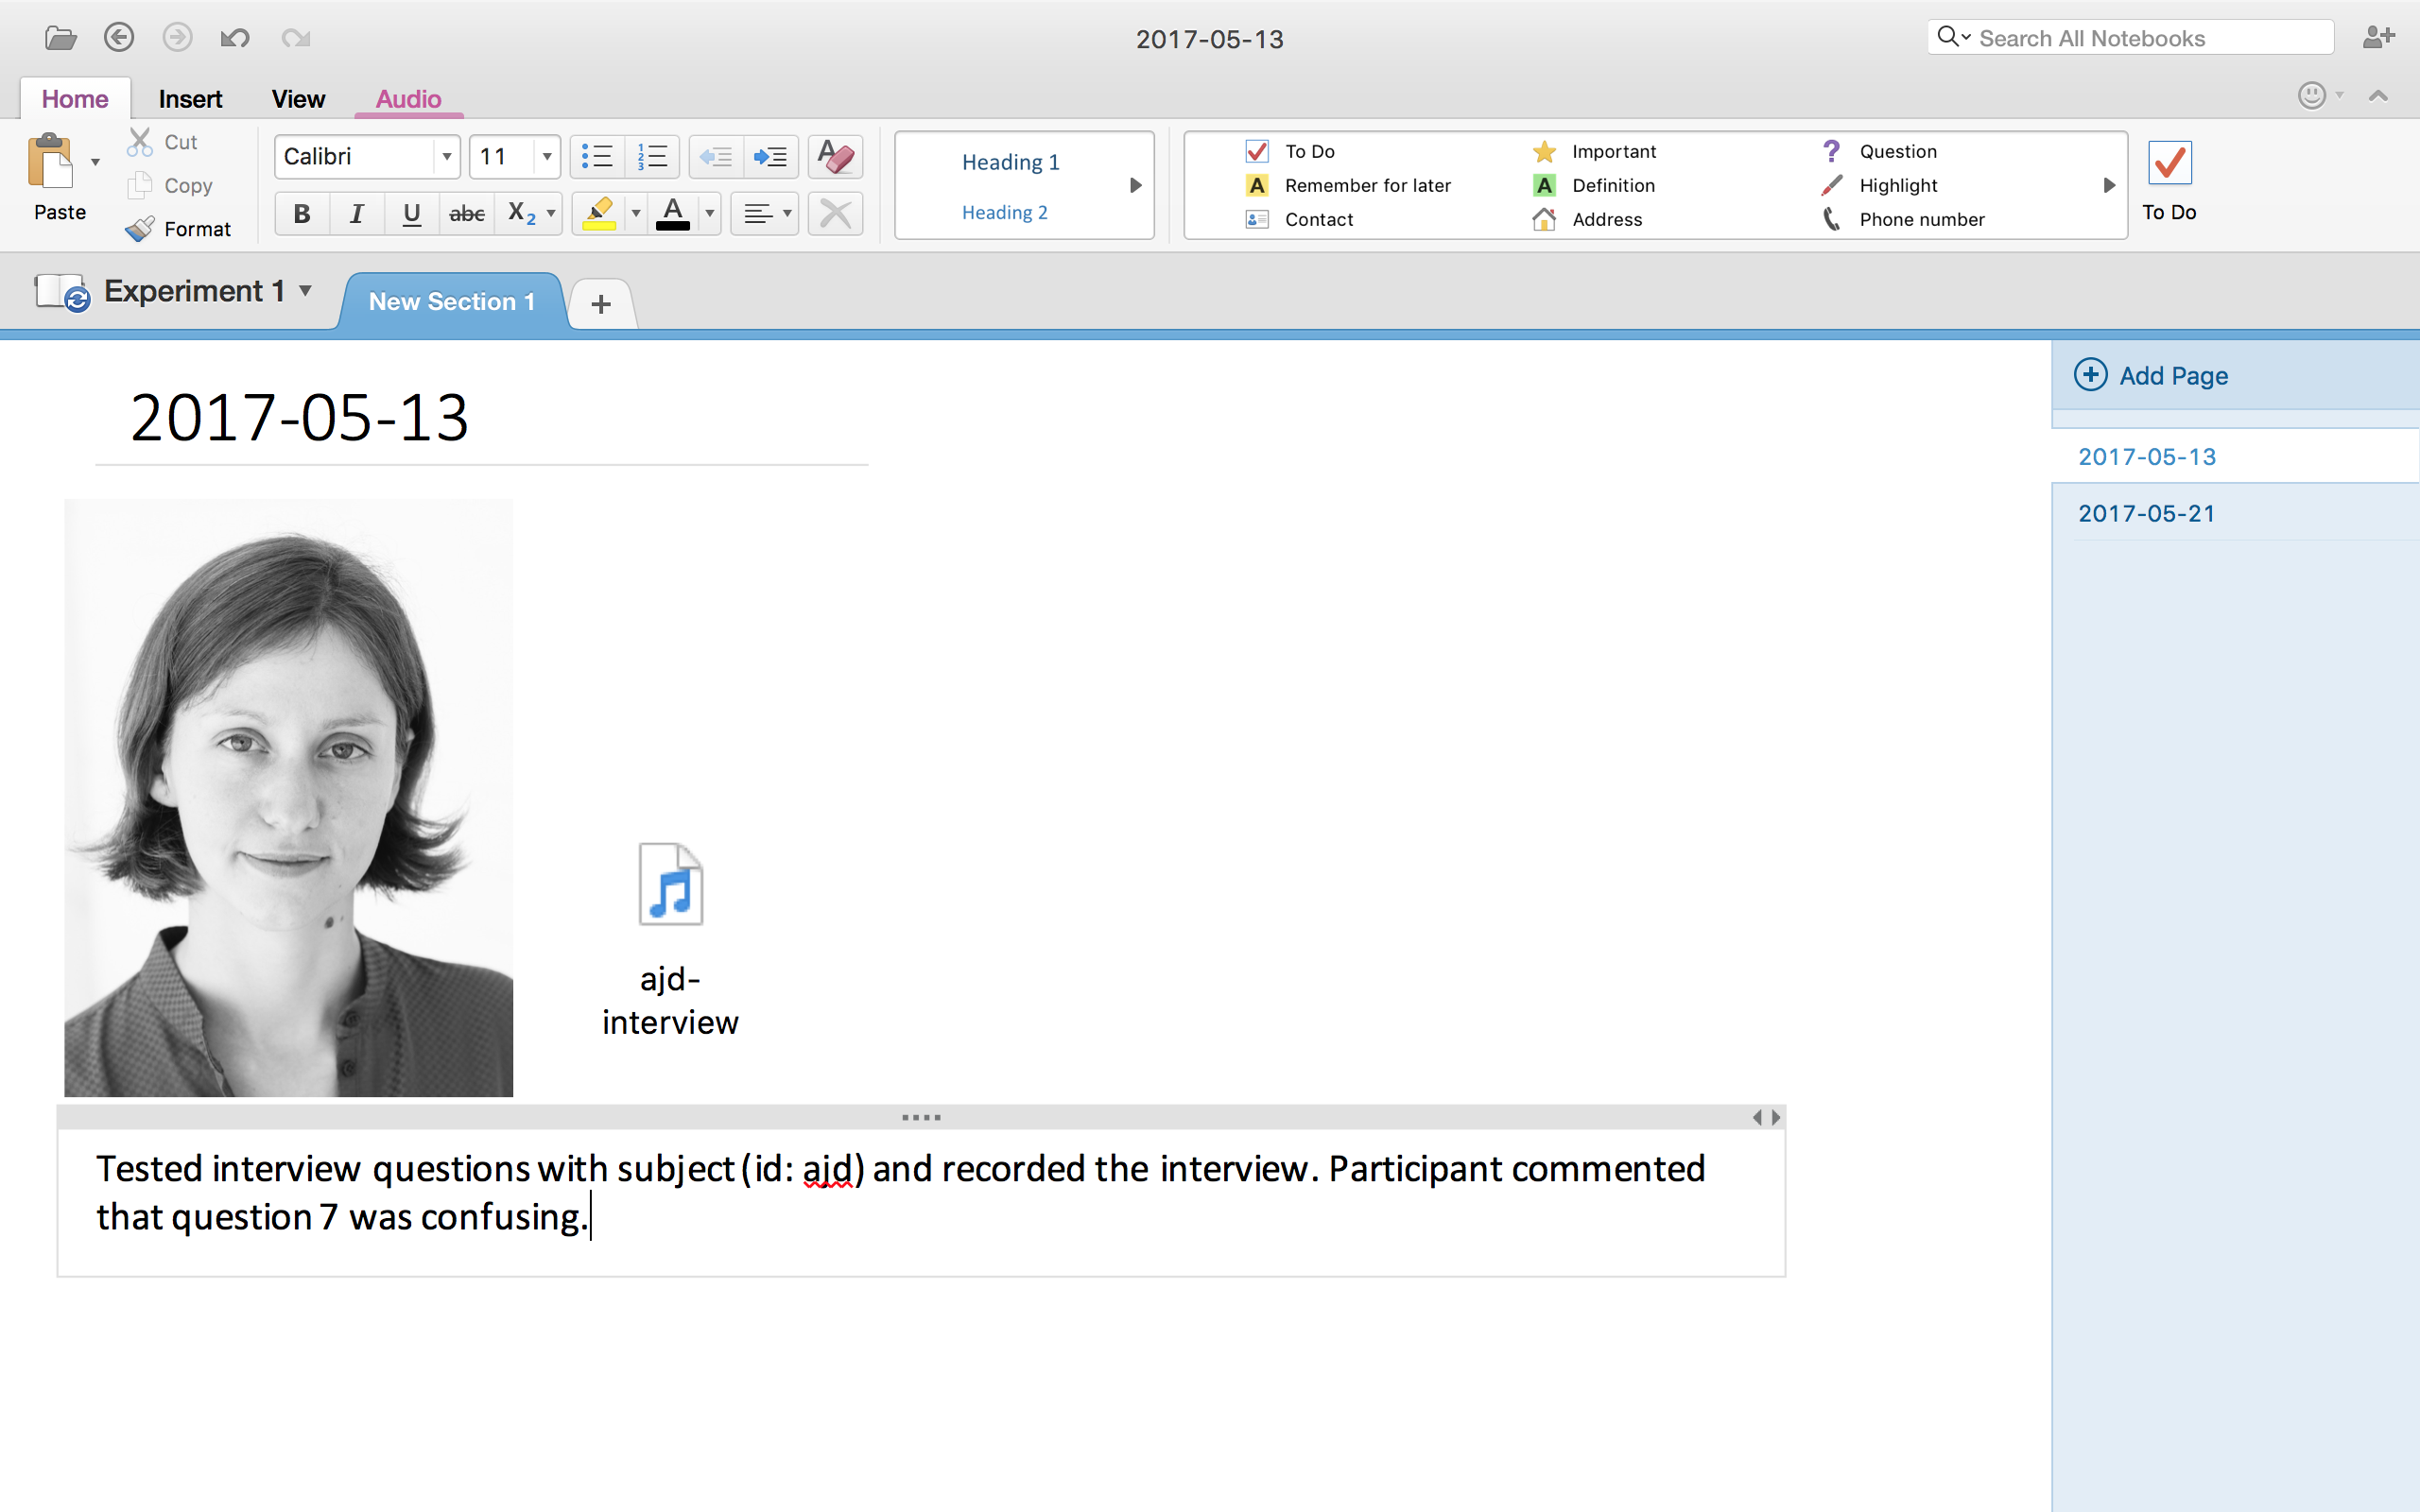 2017-05-13
Search All Notebooks
Home
Insert
View
Audio
Paste
Cut
Copy
Format
Calibri
11
B
I
U
abc
X2
A
Heading 1
Heading 2
To Do
Important
Question
Remember for later
Definition
Highlight
Contact
Address
Phone number
To Do
Experiment 1
New Section 1
+
2017-05-13
ajd-
interview
Tested interview questions with subject (id: ajd) and recorded the interview. Participant commented
that question 7 was confusing.
Add Page
2017-05-13
2017-05-21